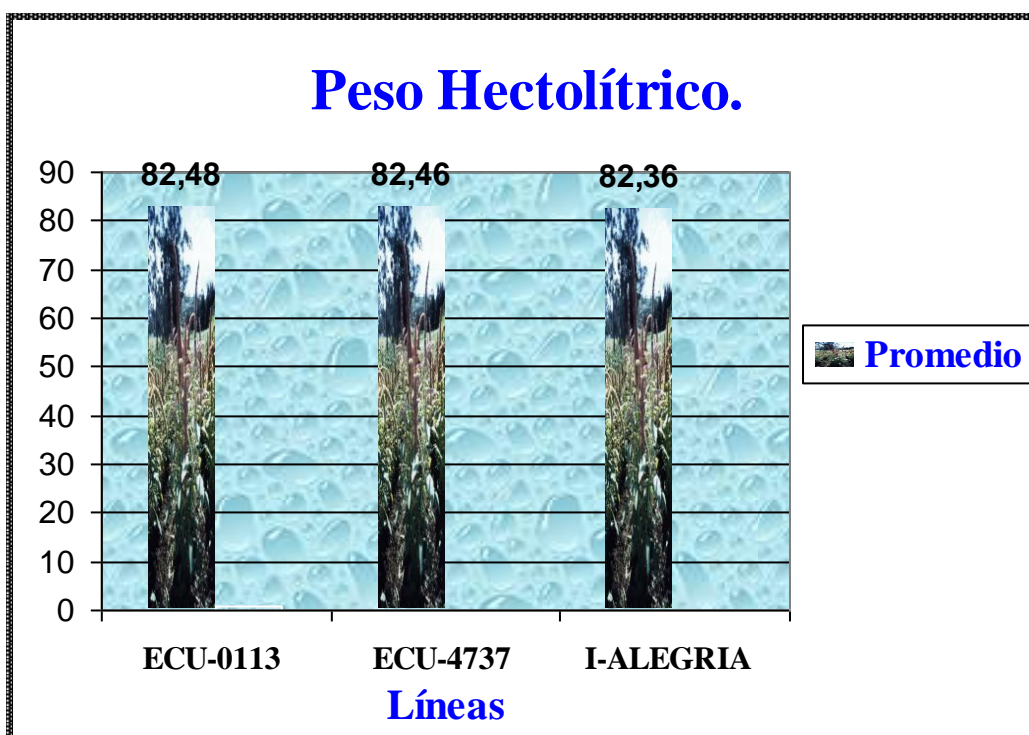 Peso Hectolítrico.
90
80
70
60
50
40
30
20
10
0
82,48
82,46
82,36
Promedio
ECU-0113
ECU-4737
I-ALEGRIA
Líneas